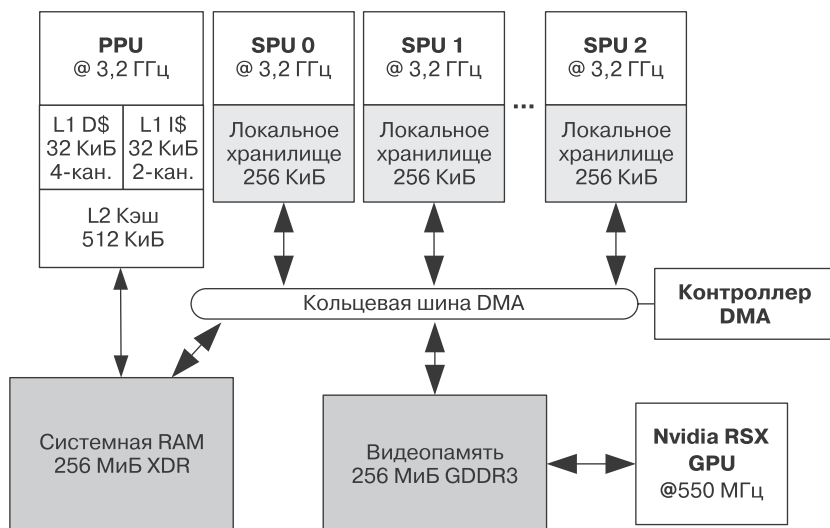 PPU
@ 3,2 ГГц
SPU 0
@ 3,2 ГГц
SPU 1
@ 3,2 ГГц
...
SPU 2
@ 3,2 ГГц
L1 D$
32 КиБ
4-кан.
L1 I$
32 КиБ
2-кан.
Локальное
хранилище
256 КиБ
Локальное
хранилище
256 КиБ
Локальное
хранилище
256 КиБ
L2 Кэш
512 КиБ
Кольцевая шина DMA
Контроллер
DMA
Системная RAM
256 МиБ XDR
Видеопамять
256 МиБ GDDR3
Nvidia RSX
GPU
@550 МГц